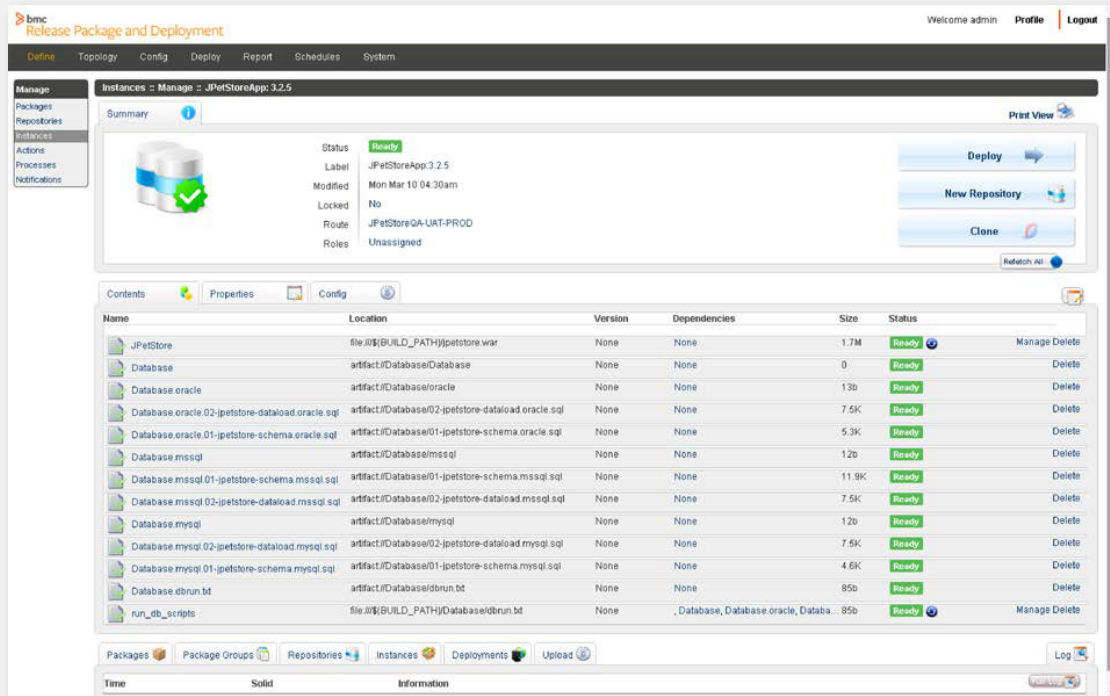 bmc
Release Package and Deployment
Welcome admin Profile Logout
Define Topology Config Deploy Report Schedules System
Manage
Packages
Repositories
Instances
Actions
Processes
Notifications
Instances :: Manage :: JPetStoreApp: 3.2.5
Summary
Print View
Status Ready
Label JPetStoreApp:3.2.5
Modified Mon Mar 10 04:30am
Locked No
Route JPetStoreQA-UAT-PROD
Roles Unassigned
Deploy
New Repository
Clone
Refetch All
Contents Properties Config
Name Location Version Dependencies Size Status
JPetStore file:///${BUILD_PATH}/jpetstore.war None None 1.7M Ready Manage Delete
Database artifact://Database/Database None None 0 Ready Delete
Database.oracle artifact://Database/oracle None None 13b Ready Delete
Database.oracle.02-jpetstore-dataload.oracle.sql artifact://Database/02-jpetstore-dataload.oracle.sql None None 7.5K Ready Delete
Database.oracle.01-jpetstore-schema.oracle.sql artifact://Database/01-jpetstore-schema.oracle.sql None None 5.3K Ready Delete
Database.mssql artifact://Database/mssql None None 12b Ready Delete
Database.mssql.01-jpetstore-schema.mssql.sql artifact://Database/01-jpetstore-schema.mssql.sql None None 11.9K Ready Delete
Database.mssql.02-jpetstore-dataload.mssql.sql artifact://Database/02-jpetstore-dataload.mssql.sql None None 7.5K Ready Delete
Database.mysql artifact://Database/mysql None None 12b Ready Delete
Database.mysql.02-jpetstore-dataload.mysql.sql artifact://Database/02-jpetstore-dataload.mysql.sql None None 7.5K Ready Delete
Database.mysql.01-jpetstore-schema.mysql.sql artifact://Database/01-jpetstore-schema.mysql.sql None None 4.6K Ready Delete
Database.dbrun.txt artifact://Database/dbrun.txt None None 85b Ready Delete
run_db_scripts file:///${BUILD_PATH}/Database/dbrun.txt None , Database, Database.oracle, Databa... 85b Ready Manage Delete
Packages Package Groups Repositories Instances Deployments Upload Log
Time Solid Information